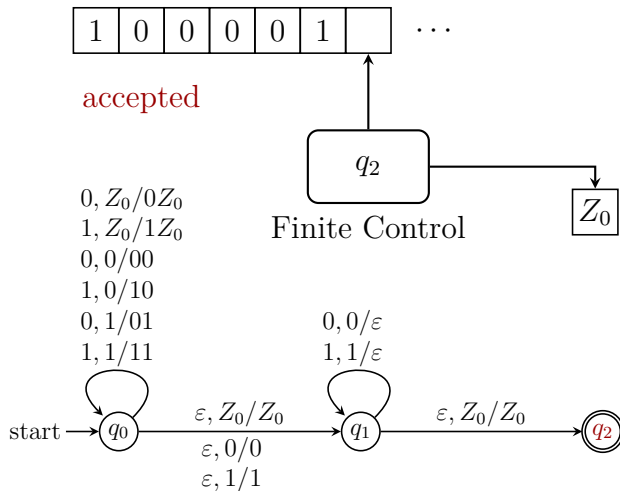 1 0 0 0 0 1 ⋯
accepted
q₂
Finite Control
Z₀
0, Z₀/0Z₀
1, Z₀/1Z₀
0, 0/00
1, 0/10
0, 1/01
1, 1/11
0, 0/ε
1, 1/ε
start
q₀
ε, Z₀/Z₀
ε, 0/0
ε, 1/1
q₁
ε, Z₀/Z₀
q₂